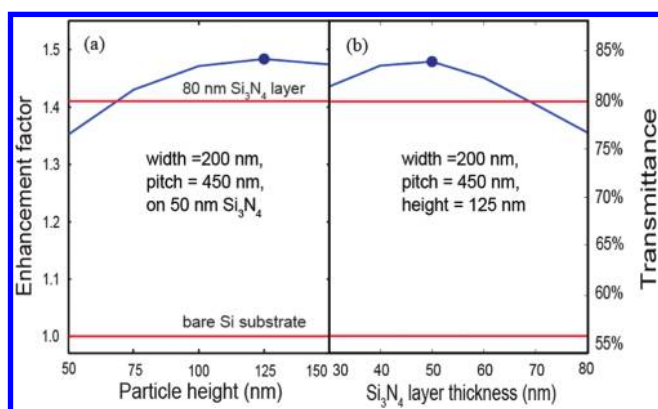 (a)
(b)
80 nm Si₃N₄ layer
width =200 nm,
pitch = 450 nm,
on 50 nm Si₃N₄
width =200 nm,
pitch = 450 nm,
height = 125 nm
bare Si substrate
Enhancement factor
1.5
1.4
1.3
1.2
1.1
1.0
85%
80%
75%
70%
65%
60%
55%
Transmittance
50 75 100 125 150
30 40 50 60 70 80
Particle height (nm)
Si₃N₄ layer thickness (nm)